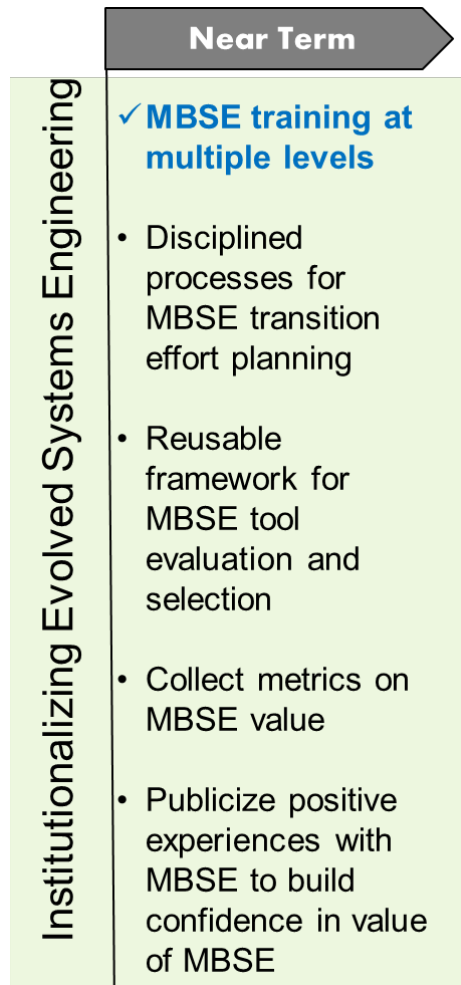 Near Term
Institutionalizing Evolved Systems Engineering
✓ MBSE training at
multiple levels
• Disciplined
processes for
MBSE transition
effort planning
• Reusable
framework for
MBSE tool
evaluation and
selection
• Collect metrics on
MBSE value
• Publicize positive
experiences with
MBSE to build
confidence in value
of MBSE